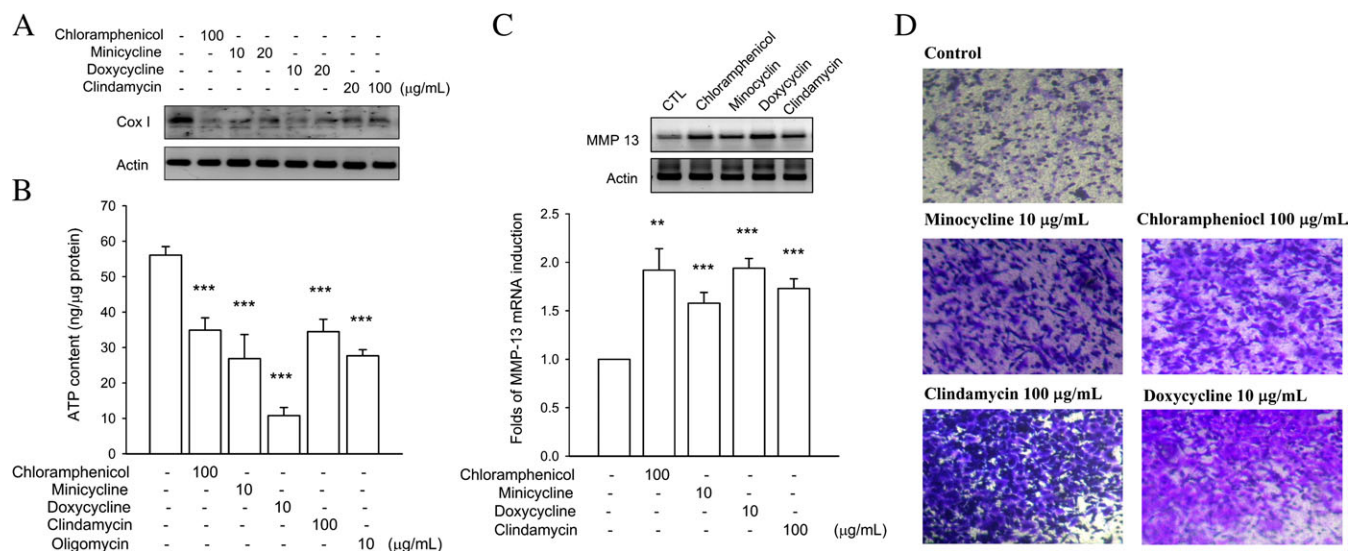 A
Chloramphenicol - 100 - - - - - -
Minicycline - - 10 20 - - - -
Doxycycline - - - - 10 20 - -
Clindamycin - - - - - - 20 100 (μg/mL)
Cox I
Actin
B
ATP content (ng/μg protein)
70
60
50
40
30
20
10
0
***
***
***
***
***
Chloramphenicol - 100 - - - -
Minicycline - - 10 - - -
Doxycycline - - - 10 - -
Clindamycin - - - - 100 -
Oligomycin - - - - - 10 (μg/mL)
C
CTL
Chloramphenicol
Minocyclin
Doxycyclin
Clindamycin
MMP 13
Actin
Folds of MMP-13 mRNA induction
2.5
2.0
1.5
1.0
0.5
0.0
**
***
***
***
Chloramphenicol - 100 - - -
Minicycline - - 10 - -
Doxycycline - - - 10 -
Clindamycin - - - - 100 (μg/mL)
D
Control
Minocycline 10 μg/mL
Chlorampheniocl 100 μg/mL
Clindamycin 100 μg/mL
Doxycycline 10 μg/mL